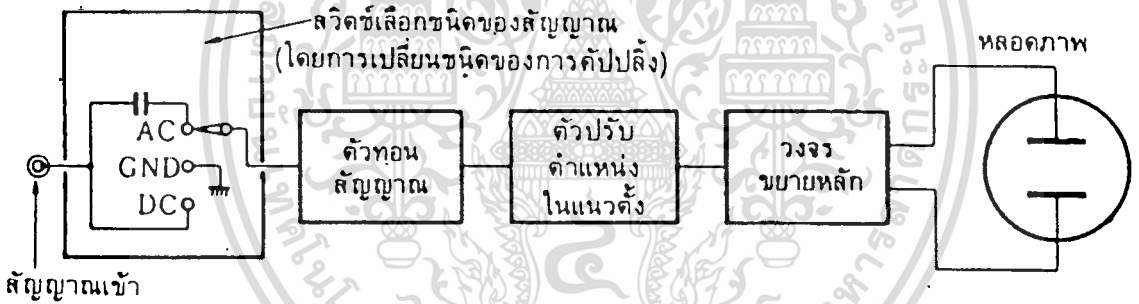 สวิตช์เลือกชนิดของสัญญาณ
(โดยการเปลี่ยนชนิดของการคัปปลิ้ง)
หลอดภาพ
AC
GND
DC
ตัวทอน
สัญญาณ
ตัวปรับ
ตำแหน่ง
ในแนวตั้ง
วงจร
ขยายหลัก
สัญญาณเข้า